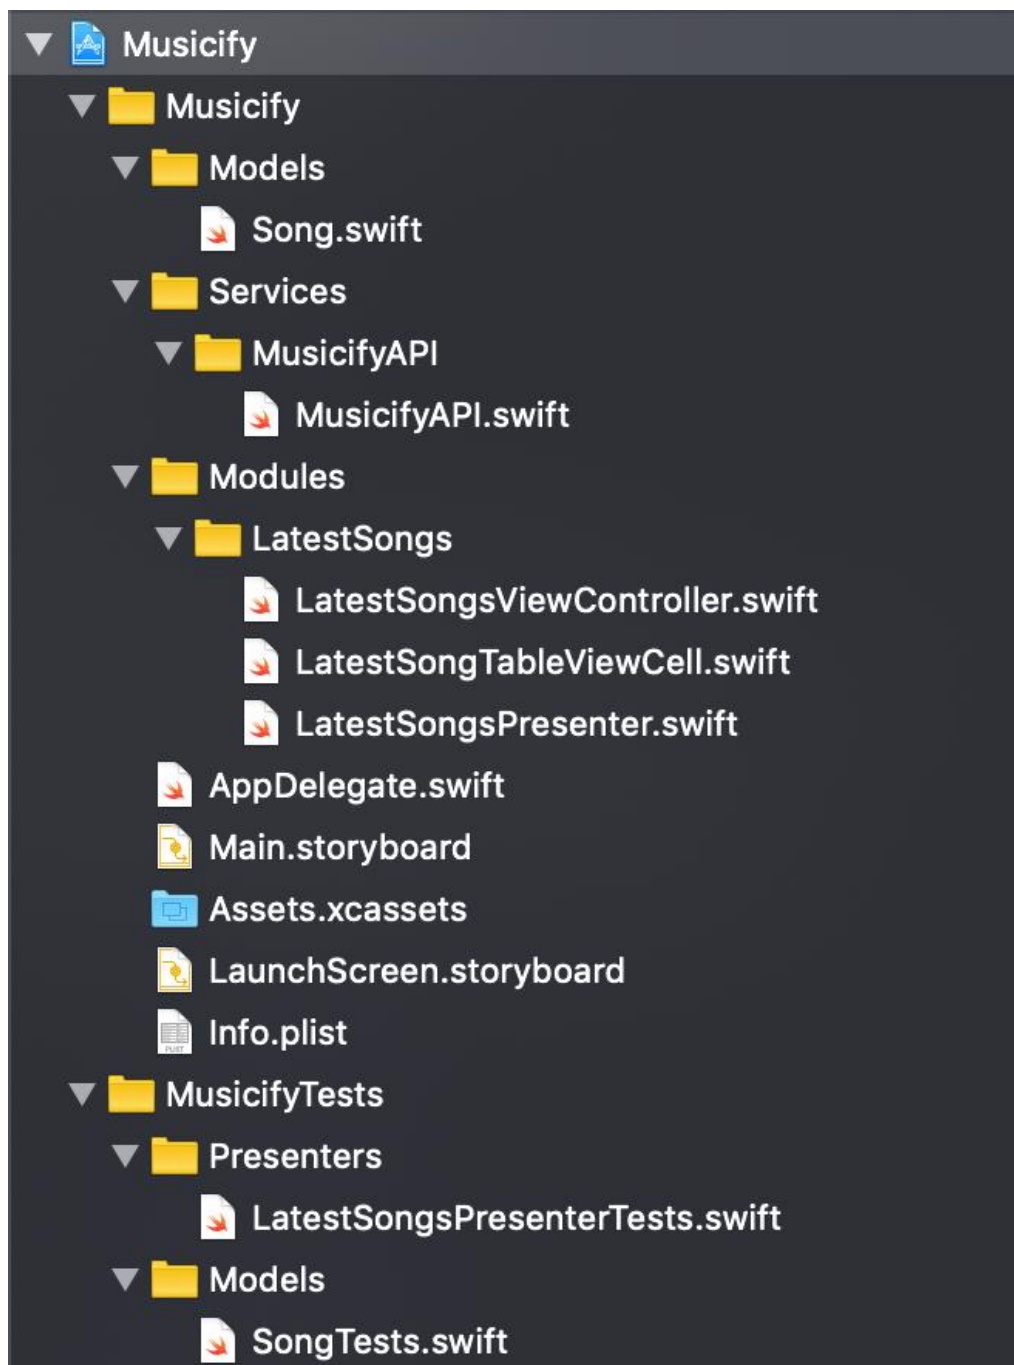 Musicify
Musicify
Models
Song.swift
Services
MusicifyAPI
MusicifyAPI.swift
Modules
LatestSongs
LatestSongsViewController.swift
LatestSongTableViewCell.swift
LatestSongsPresenter.swift
AppDelegate.swift
Main.storyboard
Assets.xcassets
LaunchScreen.storyboard
PLIST Info.plist
MusicifyTests
Presenters
LatestSongsPresenterTests.swift
Models
SongTests.swift